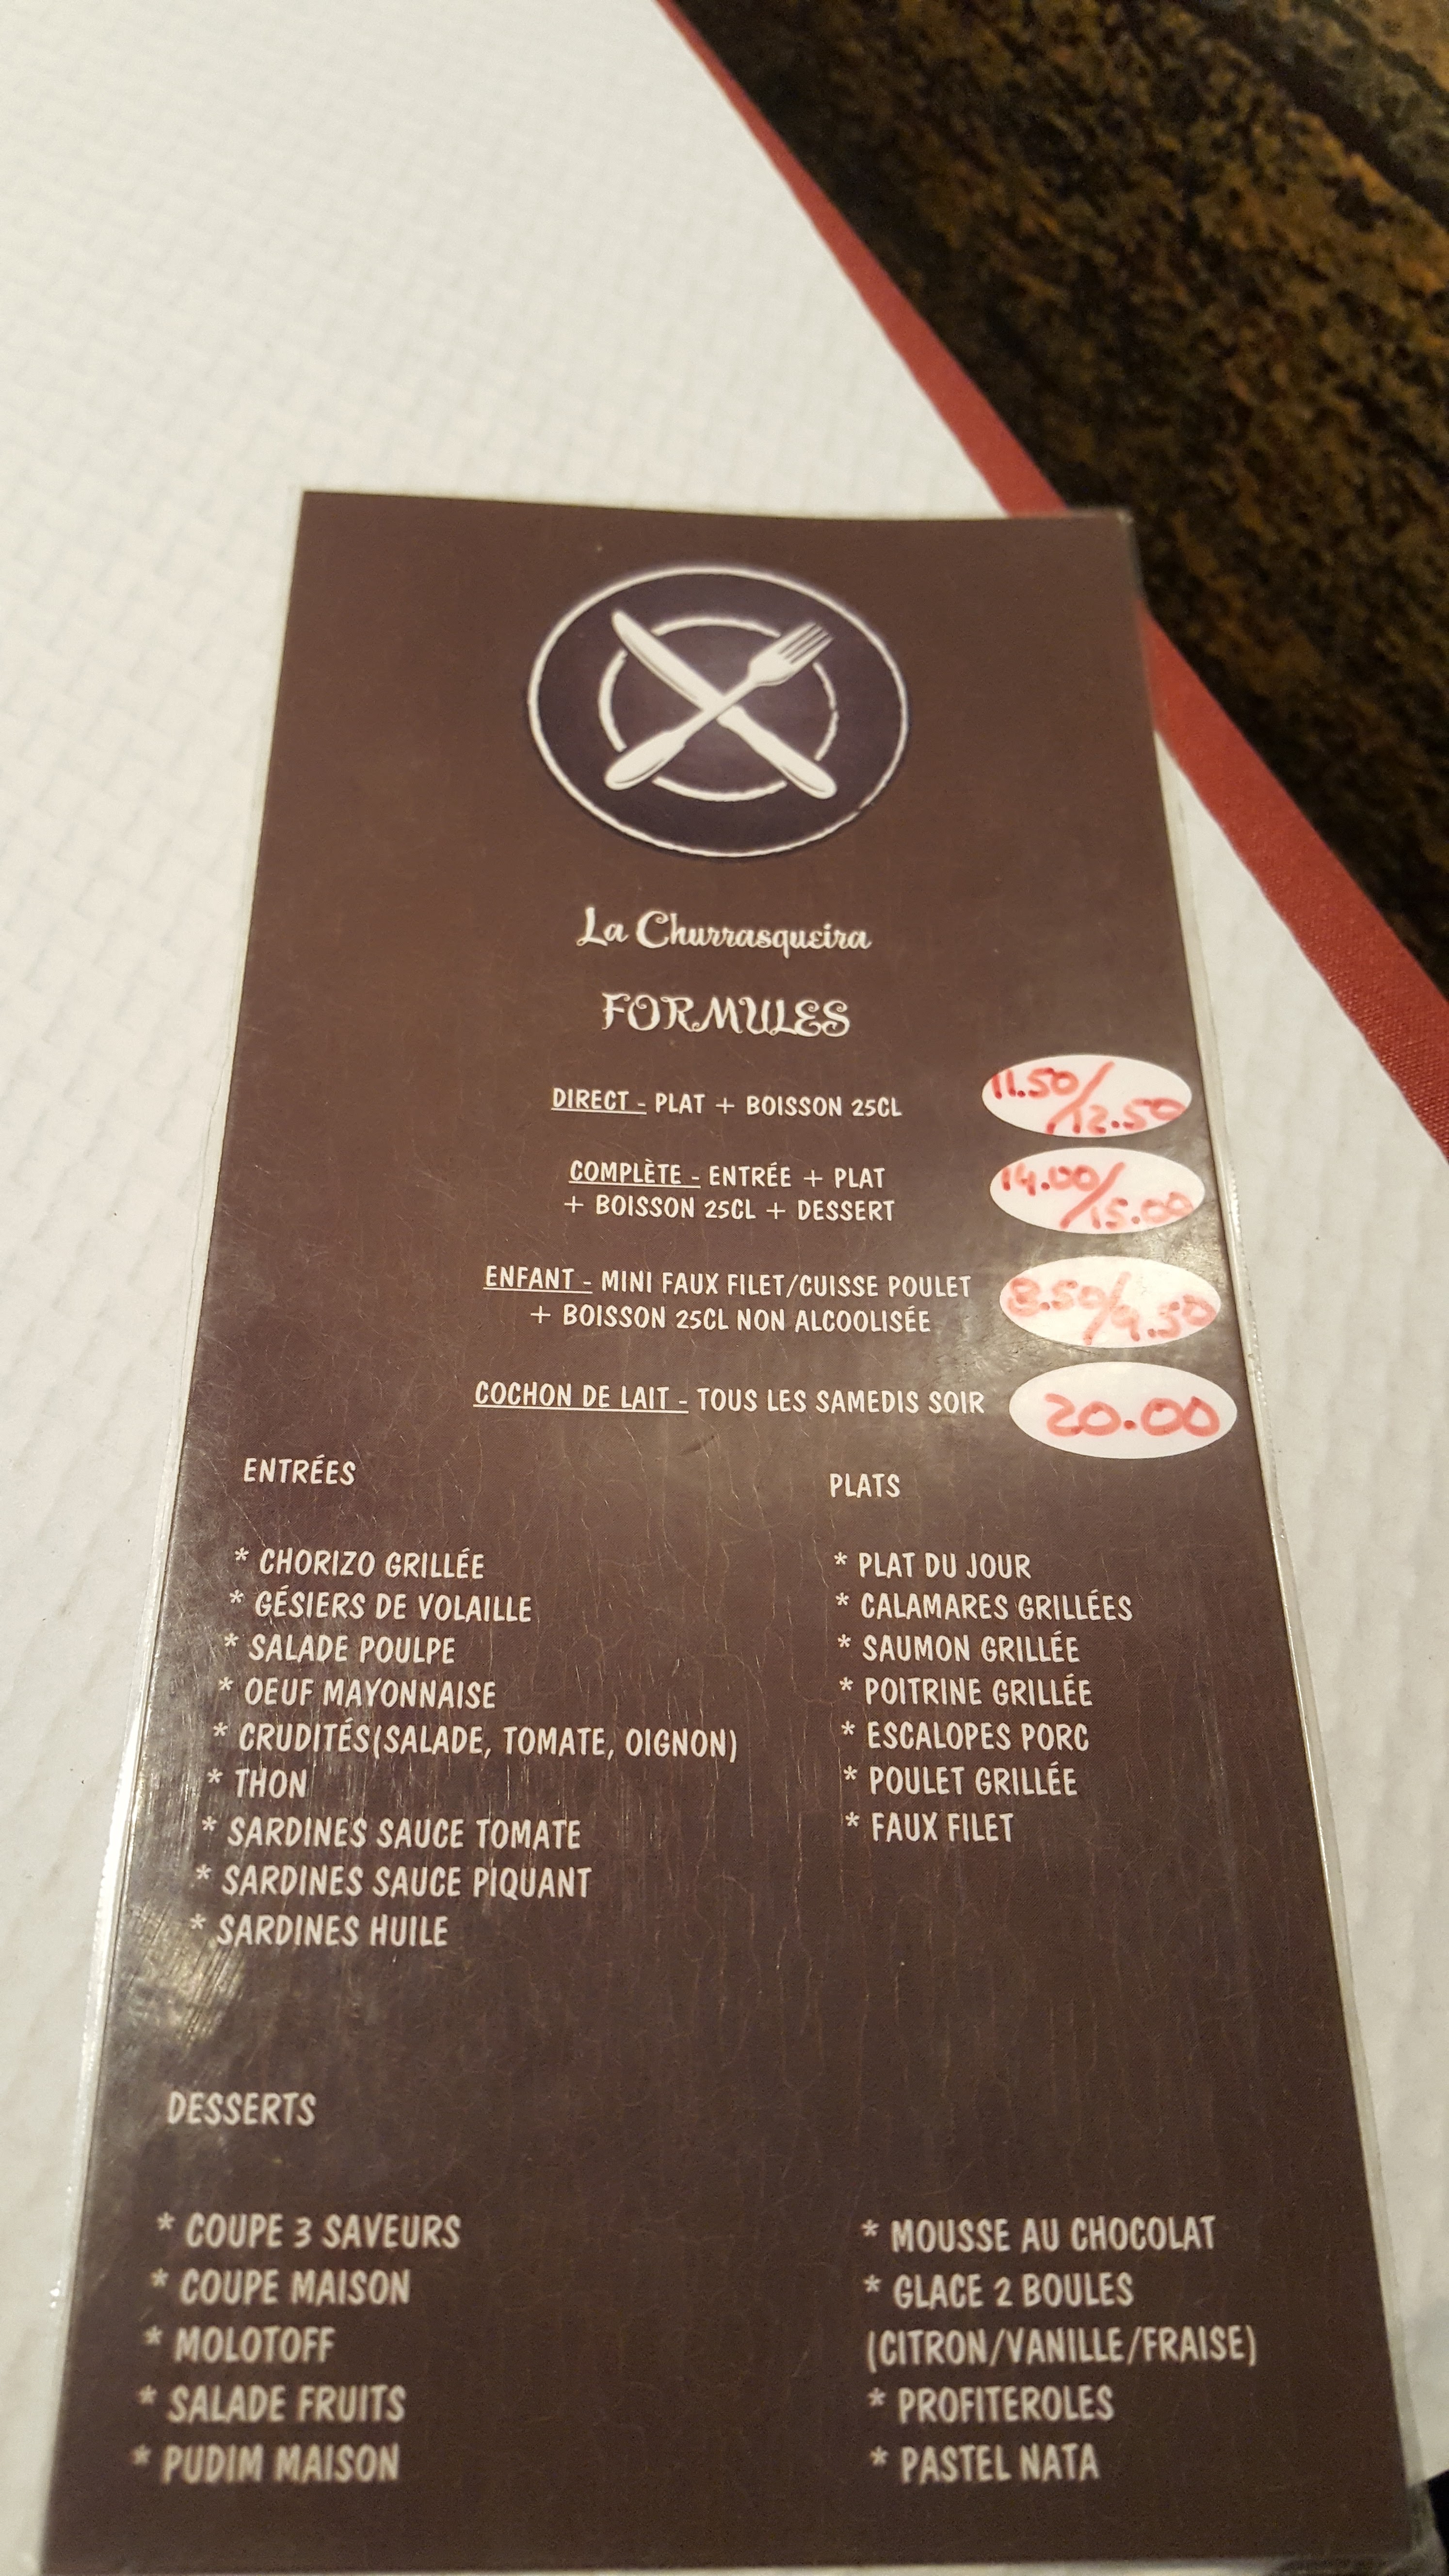 La Churrasqueira
FORMULES
DIRECT - PLAT + BOISSON 25CL
11.50/12.50
COMPLÈTE - ENTRÉE + PLAT
+ BOISSON 25CL + DESSERT
14.00/15.00
ENFANT - MINI FAUX FILET/CUISSE POULET
+ BOISSON 25CL NON ALCOOLISÉE
8.50/9.50
COCHON DE LAIT - TOUS LES SAMEDIS SOIR
20.00
ENTRÉES
* CHORIZO GRILLÉE
* GÉSIERS DE VOLAILLE
* SALADE POULPE
* OEUF MAYONNAISE
* CRUDITÉS(SALADE, TOMATE, OIGNON)
* THON
* SARDINES SAUCE TOMATE
* SARDINES SAUCE PIQUANT
* SARDINES HUILE
PLATS
* PLAT DU JOUR
* CALAMARES GRILLÉES
* SAUMON GRILLÉE
* POITRINE GRILLÉE
* ESCALOPES PORC
* POULET GRILLÉE
* FAUX FILET
DESSERTS
* COUPE 3 SAVEURS
* COUPE MAISON
* MOLOTOFF
* SALADE FRUITS
* PUDIM MAISON
* MOUSSE AU CHOCOLAT
* GLACE 2 BOULES
(CITRON/VANILLE/FRAISE)
* PROFITEROLES
* PASTEL NATA